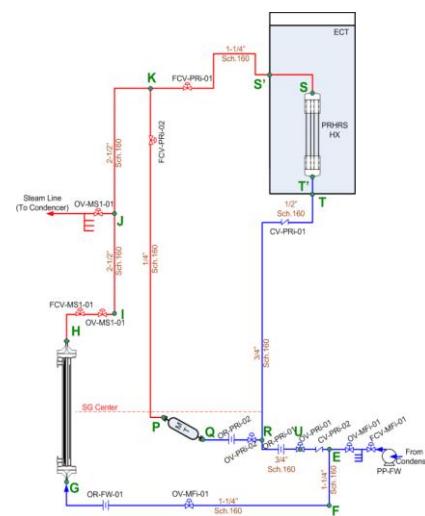 ECT
1-1/4"
Sch.160
K
FCV-PRi-01
S'
S
PRHRS
HX
FCV-PRi-02
2-1/2"
Sch.160
T'
T
1/2"
Sch.160
CV-PRi-01
Steam Line
(To Condencer)
OV-MS1-01
J
1/4"
Sch.160
2-1/2"
Sch.160
FCV-MS1-01
OV-MS1-01
I
H
3/4"
Sch.160
SG Center
P
MT
Q
OR-PRi-02
OV-PRi-02
R
OR-PRi-01
U
OV-PRi-01
CV-PRi-02
E
OV-MFi-01
FCV-MFi-01
From
Condens
PP-FW
3/4"
Sch.160
1-1/4"
Sch.160
G
OR-FW-01
OV-MFi-01
1-1/4"
Sch.160
F